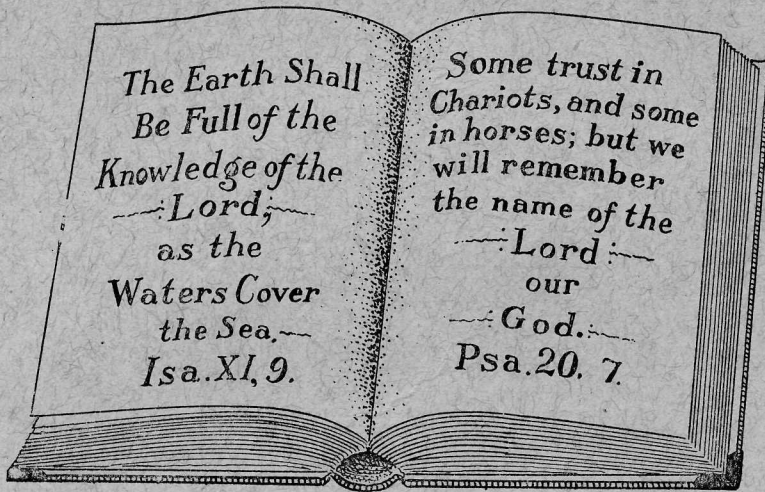 The Earth Shall
Be Full of the
Knowledge of the
Lord;
as the
Waters Cover
the Sea.
Isa. XI, 9.
Some trust in
Chariots, and some
in horses; but we
will remember
the name of the
Lord
our
God.
Psa. 20. 7.